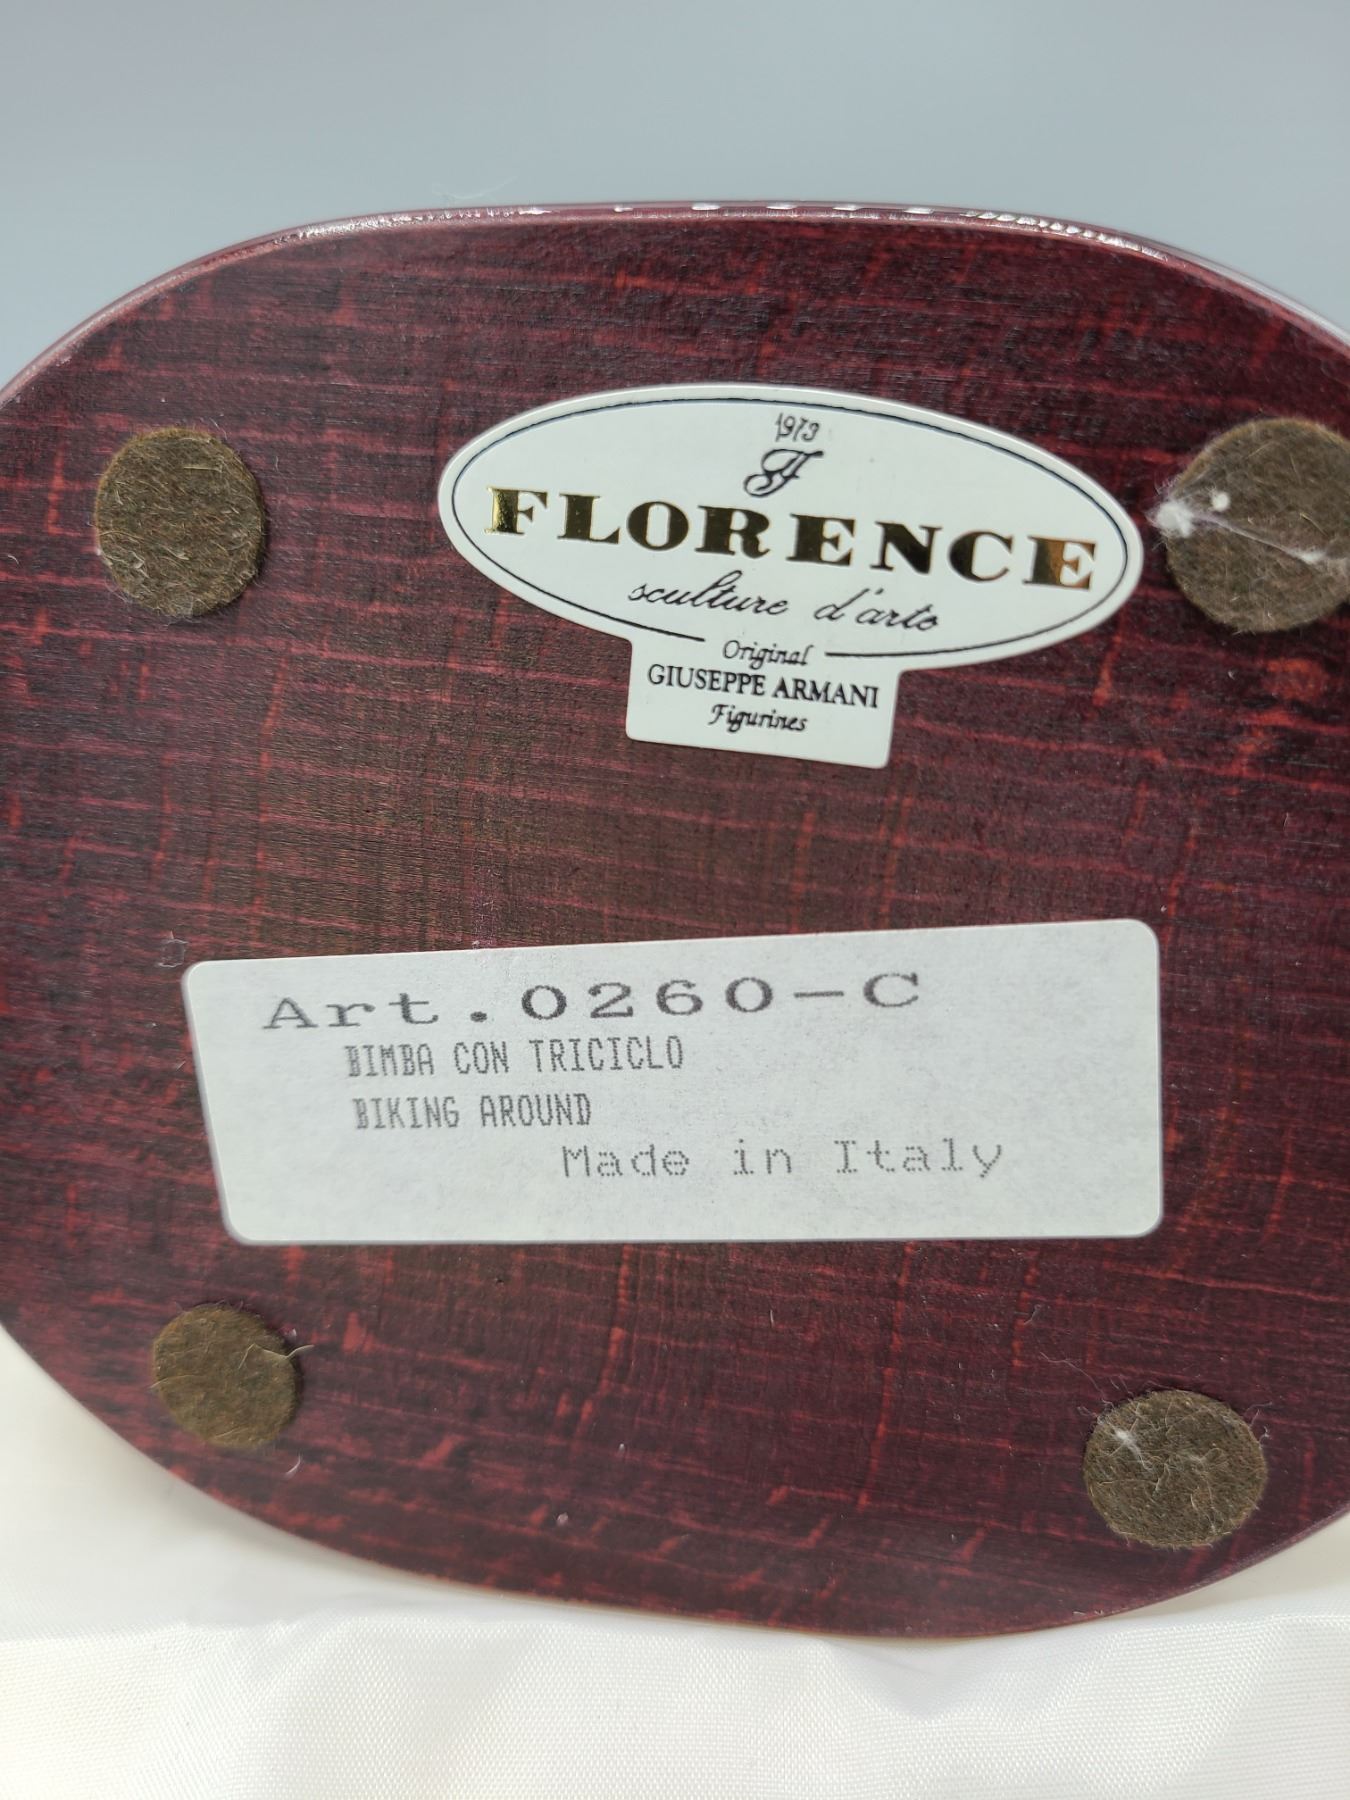 1973
FLORENCE
sculture d'arte
Original
GIUSEPPE ARMANI
Figurines
Art.0260-C
BIMBA CON TRICICLO
BIKING AROUND
Made in Italy